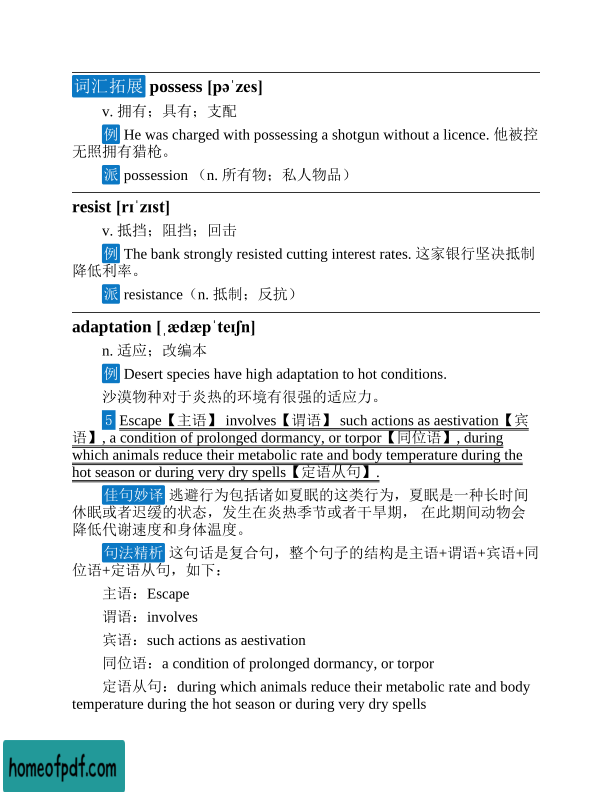 词汇拓展 possess [pəˈzes]
v. 拥有；具有；支配
例 He was charged with possessing a shotgun without a licence. 他被控
无照拥有猎枪。
派 possession （n. 所有物；私人物品）
resist [rɪˈzɪst]
v. 抵挡；阻挡；回击
例 The bank strongly resisted cutting interest rates. 这家银行坚决抵制
降低利率。
派 resistance（n. 抵制；反抗）
adaptation [ˌædæpˈteɪʃn]
n. 适应；改编本
例 Desert species have high adaptation to hot conditions.
沙漠物种对于炎热的环境有很强的适应力。
5 Escape【主语】 involves【谓语】 such actions as aestivation【宾
语】, a condition of prolonged dormancy, or torpor【同位语】, during
which animals reduce their metabolic rate and body temperature during the
hot season or during very dry spells【定语从句】.
佳句妙译 逃避行为包括诸如夏眠的这类行为，夏眠是一种长时间
休眠或者迟缓的状态，发生在炎热季节或者干旱期， 在此期间动物会
降低代谢速度和身体温度。
句法精析 这句话是复合句，整个句子的结构是主语+谓语+宾语+同
位语+定语从句，如下：
主语：Escape
谓语：involves
宾语：such actions as aestivation
同位语：a condition of prolonged dormancy, or torpor
定语从句：during which animals reduce their metabolic rate and body
temperature during the hot season or during very dry spells
homeofpdf.com